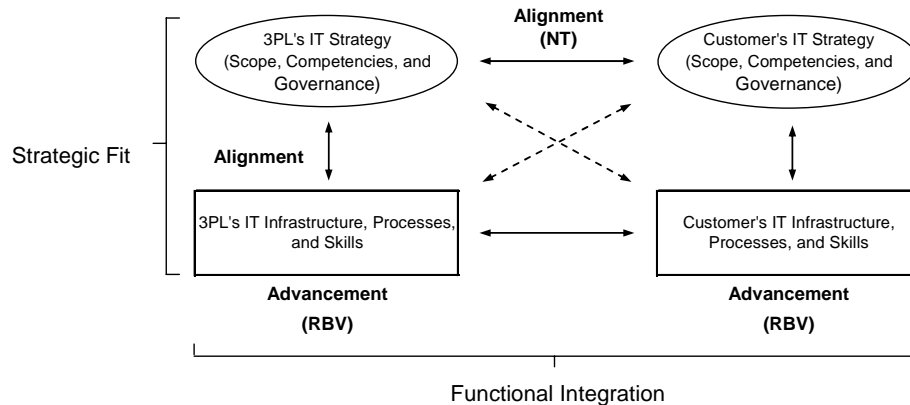 Alignment
(NT)
3PL's IT Strategy
(Scope, Competencies, and
Governance)
Customer's IT Strategy
(Scope, Competencies, and
Governance)
Strategic Fit
Alignment
3PL's IT Infrastructure, Processes,
and Skills
Customer's IT Infrastructure,
Processes, and Skills
Advancement
(RBV)
Advancement
(RBV)
Functional Integration